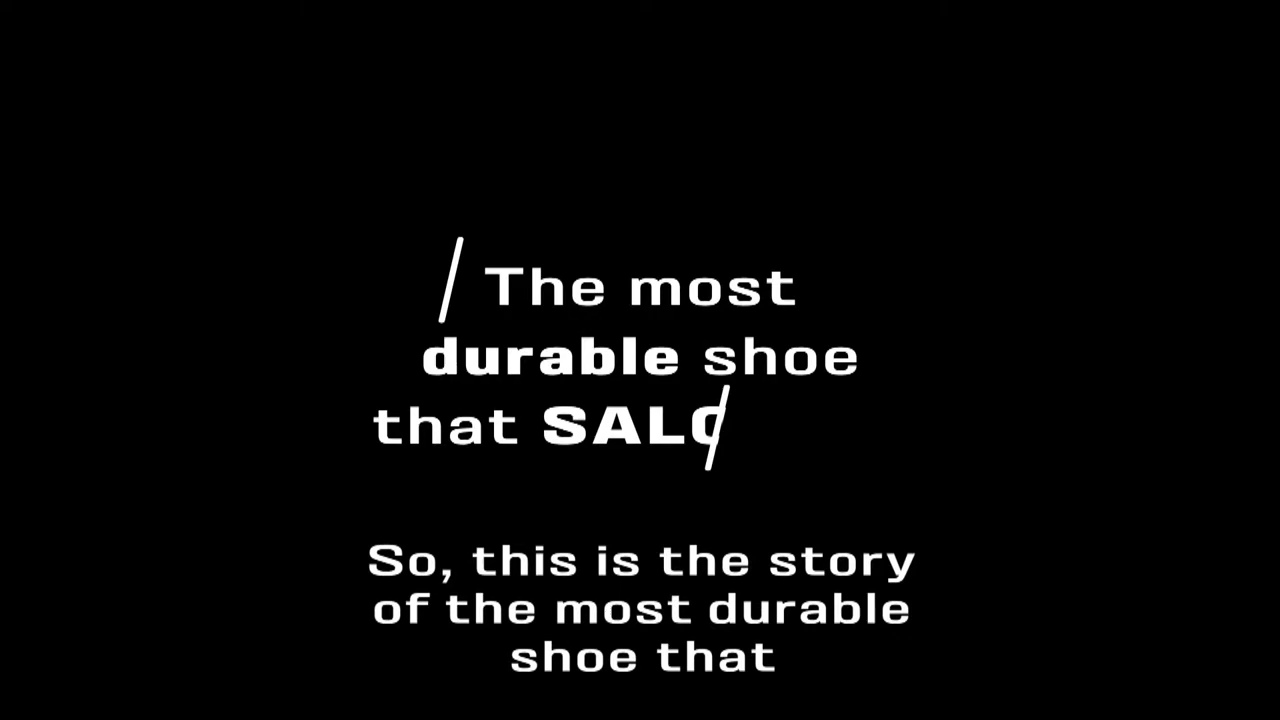 The most
durable shoe
that SALO
So, this is the story
of the most durable
shoe that